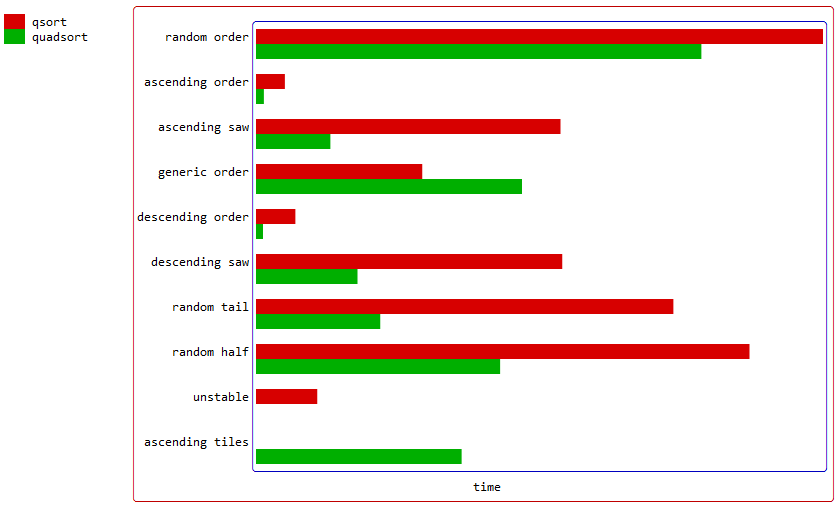 qsort
quadsort
random order
ascending order
ascending saw
generic order
descending order
descending saw
random tail
random half
unstable
ascending tiles
time